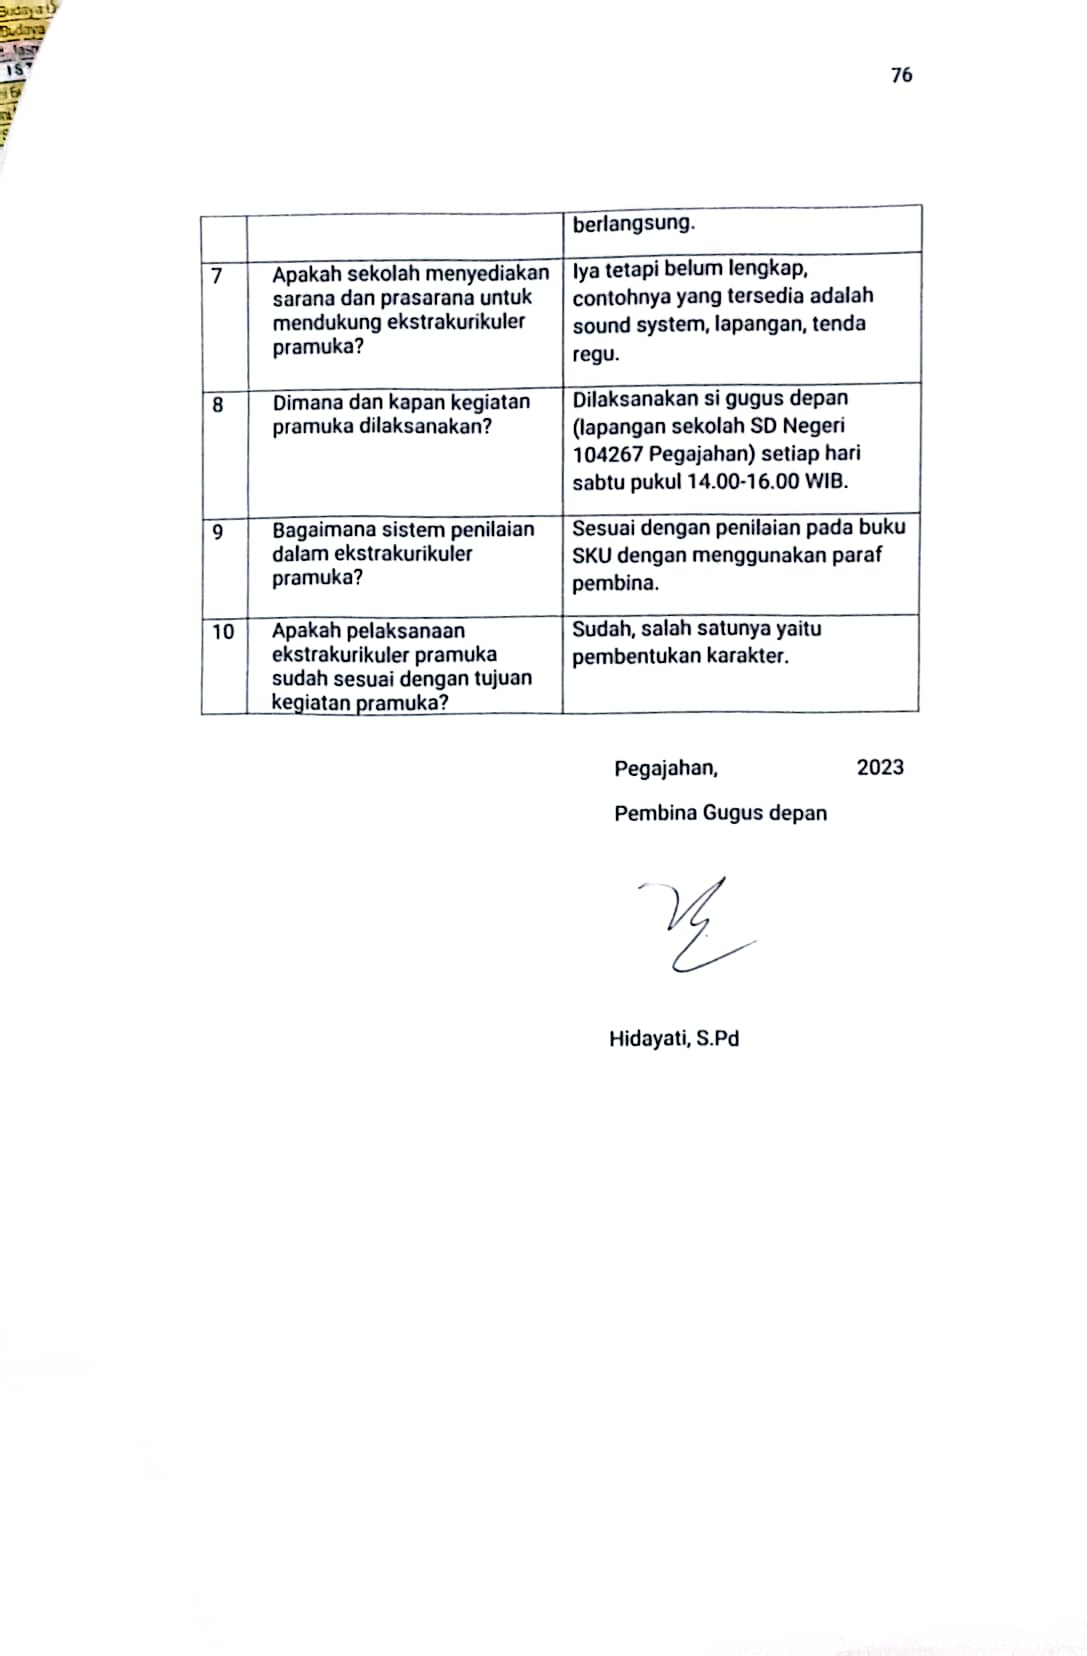 76
berlangsung.
7
Apakah sekolah menyediakan
sarana dan prasarana untuk
mendukung ekstrakurikuler
pramuka?
Iya tetapi belum lengkap,
contohnya yang tersedia adalah
sound system, lapangan, tenda
regu.
8
Dimana dan kapan kegiatan
pramuka dilaksanakan?
Dilaksanakan si gugus depan
(lapangan sekolah SD Negeri
104267 Pegajahan) setiap hari
sabtu pukul 14.00-16.00 WIB.
9
Bagaimana sistem penilaian
dalam ekstrakurikuler
pramuka?
Sesuai dengan penilaian pada buku
SKU dengan menggunakan paraf
pembina.
10
Apakah pelaksanaan
ekstrakurikuler pramuka
sudah sesuai dengan tujuan
kegiatan pramuka?
Sudah, salah satunya yaitu
pembentukan karakter.
Pegajahan, 2023
Pembina Gugus depan
Hidayati, S.Pd